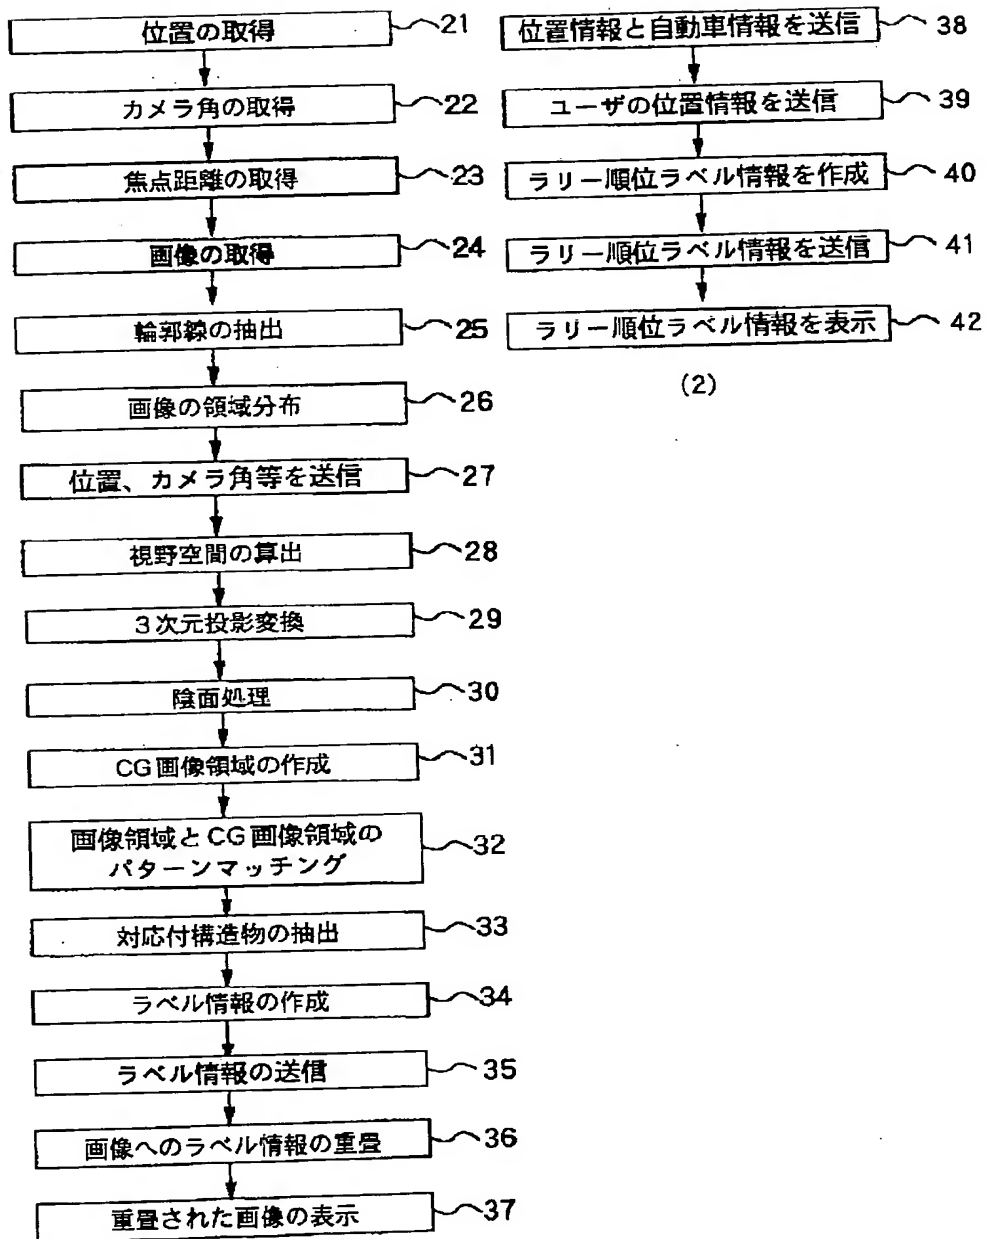 位置の取得 21
カメラ角の取得 22
焦点距離の取得 23
画像の取得 24
輪郭線の抽出 25
画像の領域分布 26
位置、カメラ角等を送信 27
視野空間の算出 28
3次元投影変換 29
陰面処理 30
CG画像領域の作成 31
画像領域とCG画像領域の
パターンマッチング 32
対応付構造物の抽出 33
ラベル情報の作成 34
ラベル情報の送信 35
画像へのラベル情報の重畳 36
重畳された画像の表示 37
位置情報と自動車情報を送信 38
ユーザの位置情報を送信 39
ラリー順位ラベル情報を作成 40
ラリー順位ラベル情報を送信 41
ラリー順位ラベル情報を表示 42
(2)